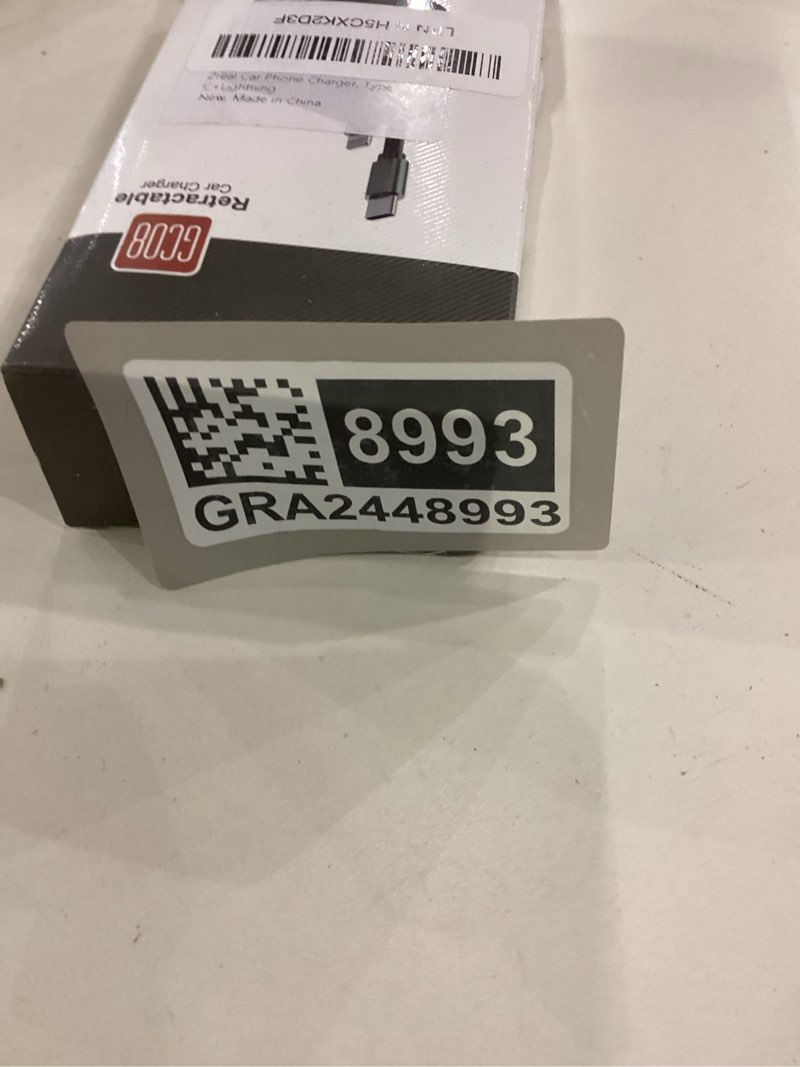 LPN # H5CXK2D3F
Zreal Car Phone Charger, Type
C+Lightning
New, Made in China
Retractable
Car Charger
GC08
8993
GRA2448993